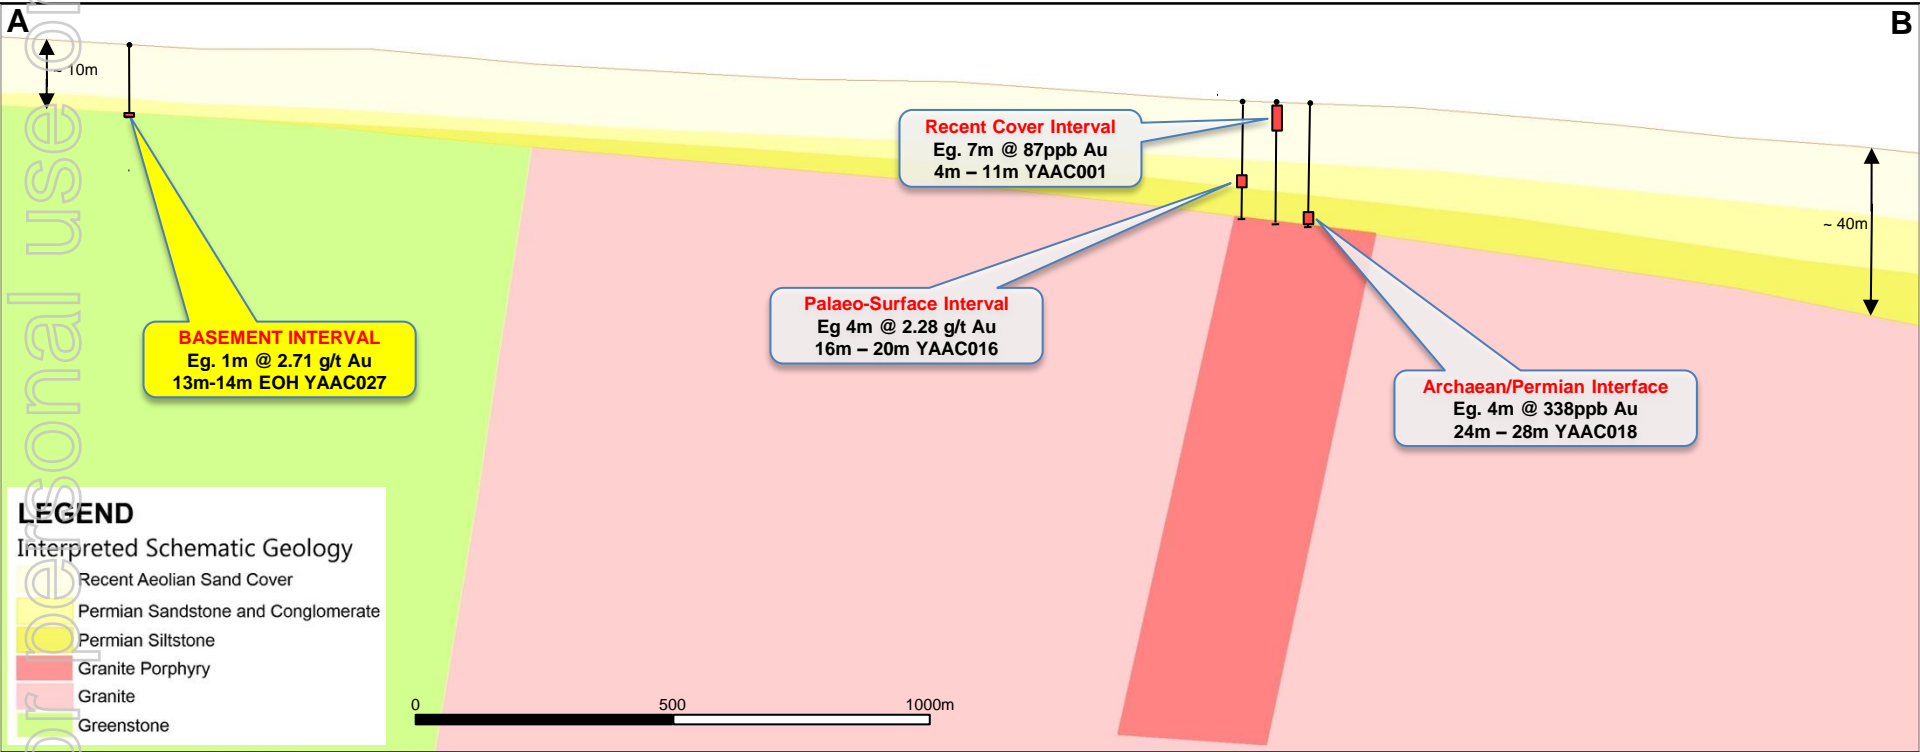 A
B
~ 10m
Recent Cover Interval
Eg. 7m @ 87ppb Au
4m – 11m YAAC001
~ 40m
Palaeo-Surface Interval
Eg 4m @ 2.28 g/t Au
16m – 20m YAAC016
BASEMENT INTERVAL
Eg. 1m @ 2.71 g/t Au
13m-14m EOH YAAC027
Archaean/Permian Interface
Eg. 4m @ 338ppb Au
24m – 28m YAAC018
LEGEND
Interpreted Schematic Geology
Recent Aeolian Sand Cover
Permian Sandstone and Conglomerate
Permian Siltstone
Granite Porphyry
Granite
Greenstone
0 500 1000m
or personal use o